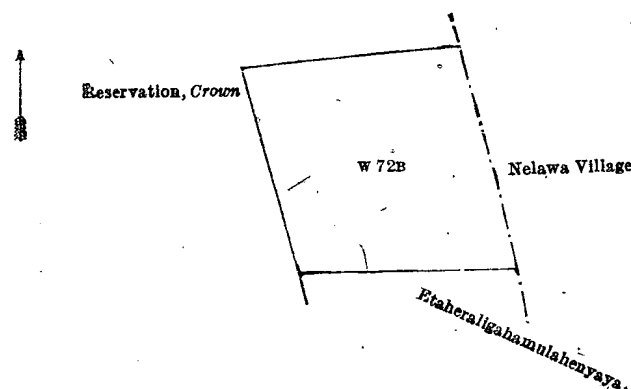 Reservation, Crown
W 72B
Nelawa Village
Etaheraligahamulahenyaya